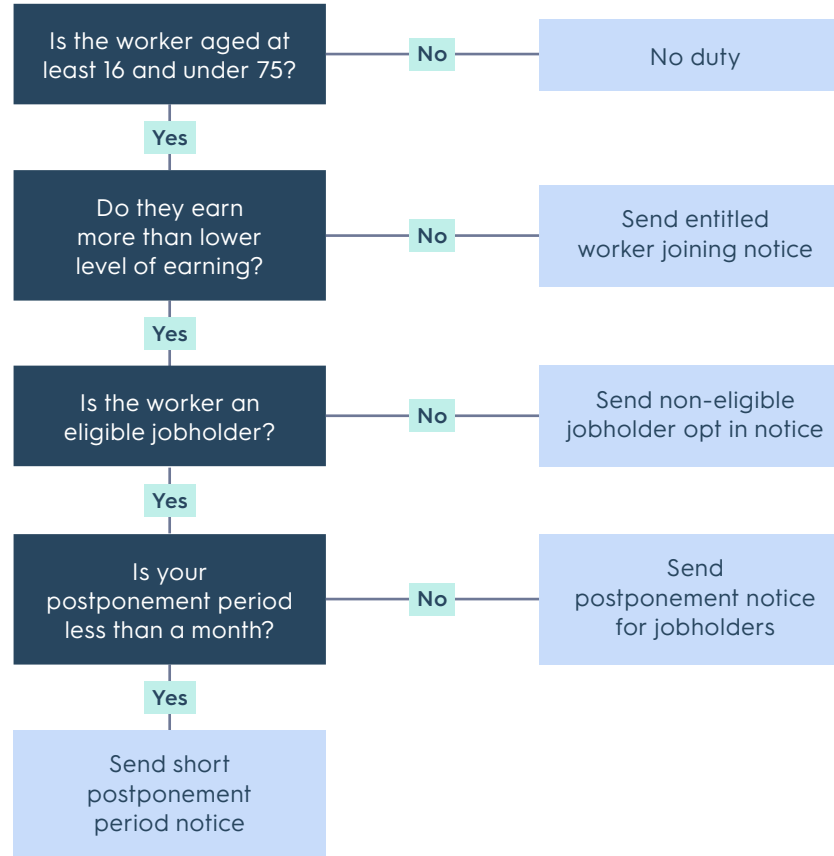 Is the worker aged at
least 16 and under 75?
No
No duty
Yes
Do they earn
more than lower
level of earning?
No
Send entitled
worker joining notice
Yes
Is the worker an
eligible jobholder?
No
Send non-eligible
jobholder opt in notice
Yes
Is your
postponement period
less than a month?
No
Send
postponement notice
for jobholders
Yes
Send short
postponement
period notice